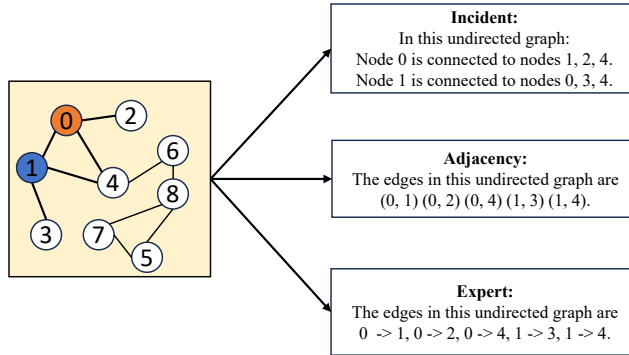 0
2
1
6
4
8
3
7
5
Incident:
In this undirected graph:
Node 0 is connected to nodes 1, 2, 4.
Node 1 is connected to nodes 0, 3, 4.
Adjacency:
The edges in this undirected graph are
(0, 1) (0, 2) (0, 4) (1, 3) (1, 4).
Expert:
The edges in this undirected graph are
0 -> 1, 0 -> 2, 0 -> 4, 1 -> 3, 1 -> 4.